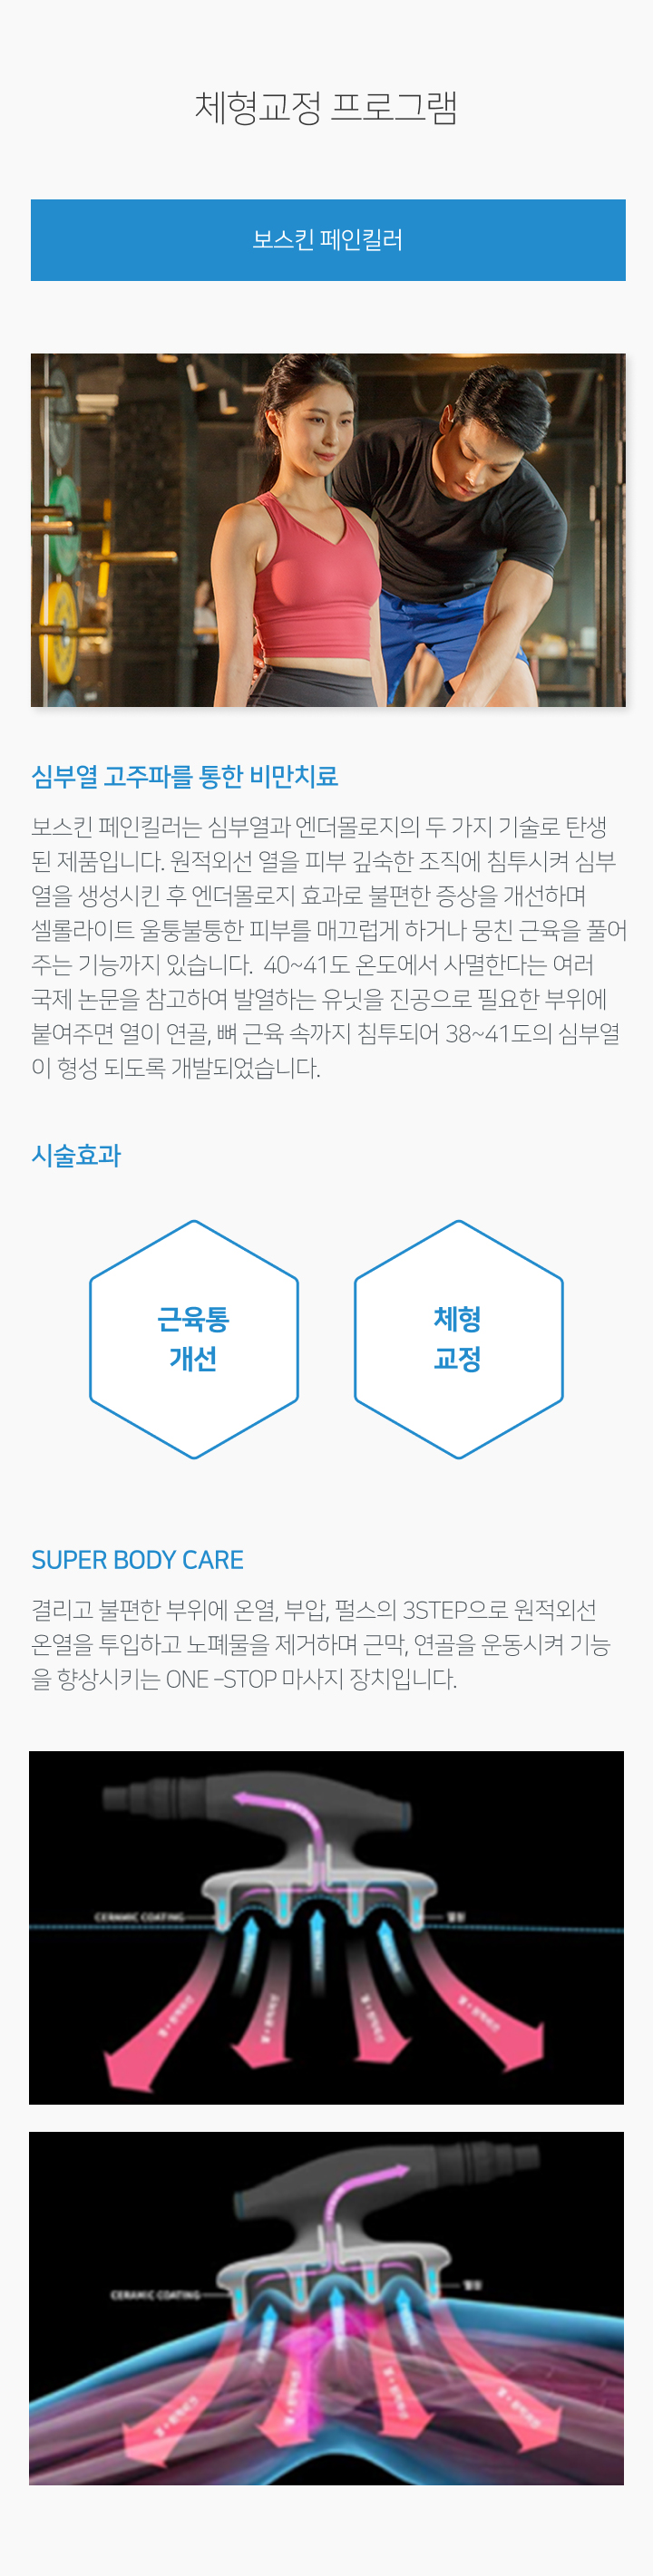 체형교정 프로그램
보스킨 페인킬러
심부열 고주파를 통한 비만치료
보스킨 페인킬러는 심부열과 엔더몰로지의 두 가지 기술로 탄생
된 제품입니다. 원적외선 열을 피부 깊숙한 조직에 침투시켜 심부
열을 생성시킨 후 엔더몰로지 효과로 불편한 증상을 개선하며
셀룰라이트 울퉁불퉁한 피부를 매끄럽게 하거나 뭉친 근육을 풀어
주는 기능까지 있습니다. 40~41도 온도에서 사멸한다는 여러
국제 논문을 참고하여 발열하는 유닛을 진공으로 필요한 부위에
붙여주면 열이 연골, 뼈 근육 속까지 침투되어 38~41도의 심부열
이 형성 되도록 개발되었습니다.
시술효과
근육통
개선
체형
교정
SUPER BODY CARE
결리고 불편한 부위에 온열, 부압, 펄스의 3STEP으로 원적외선
온열을 투입하고 노폐물을 제거하며 근막, 연골을 운동시켜 기능
을 향상시키는 ONE –STOP 마사지 장치입니다.
CERAMIC COATING
CERAMIC COATING